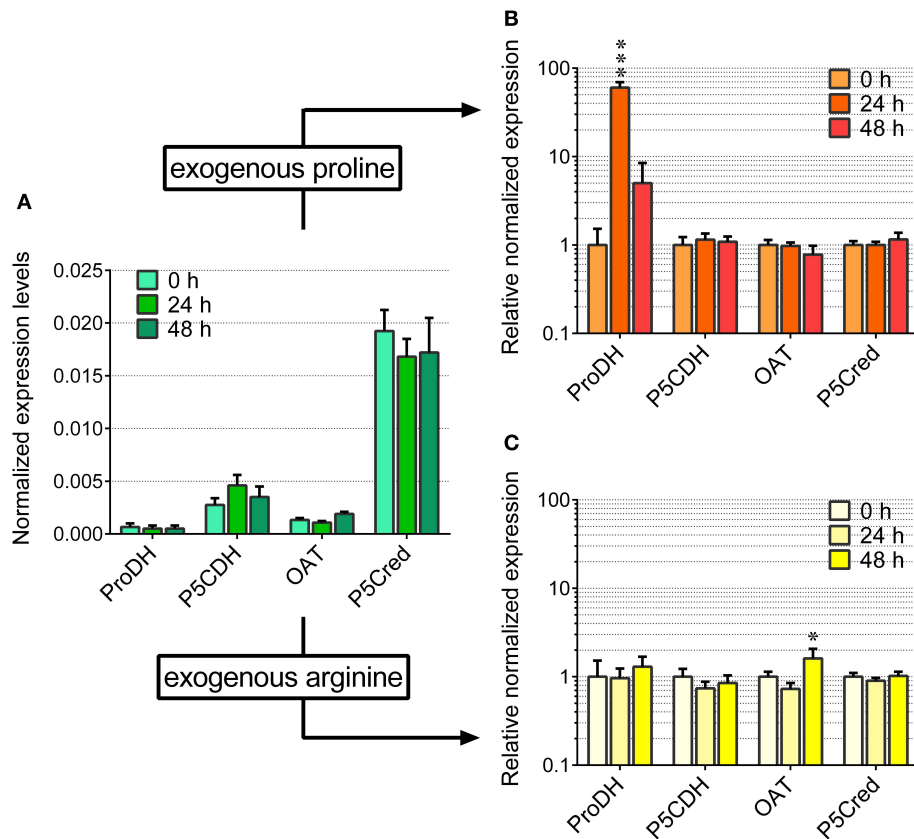 A
exogenous proline
exogenous arginine
Normalized expression levels
0.025
0.020
0.015
0.010
0.005
0.000
0 h
24 h
48 h
ProDH
P5CDH
OAT
P5Cred
B
Relative normalized expression
100
10
1
0.1
***
0 h
24 h
48 h
ProDH
P5CDH
OAT
P5Cred
C
Relative normalized expression
100
10
1
0.1
0 h
24 h
48 h
*
ProDH
P5CDH
OAT
P5Cred